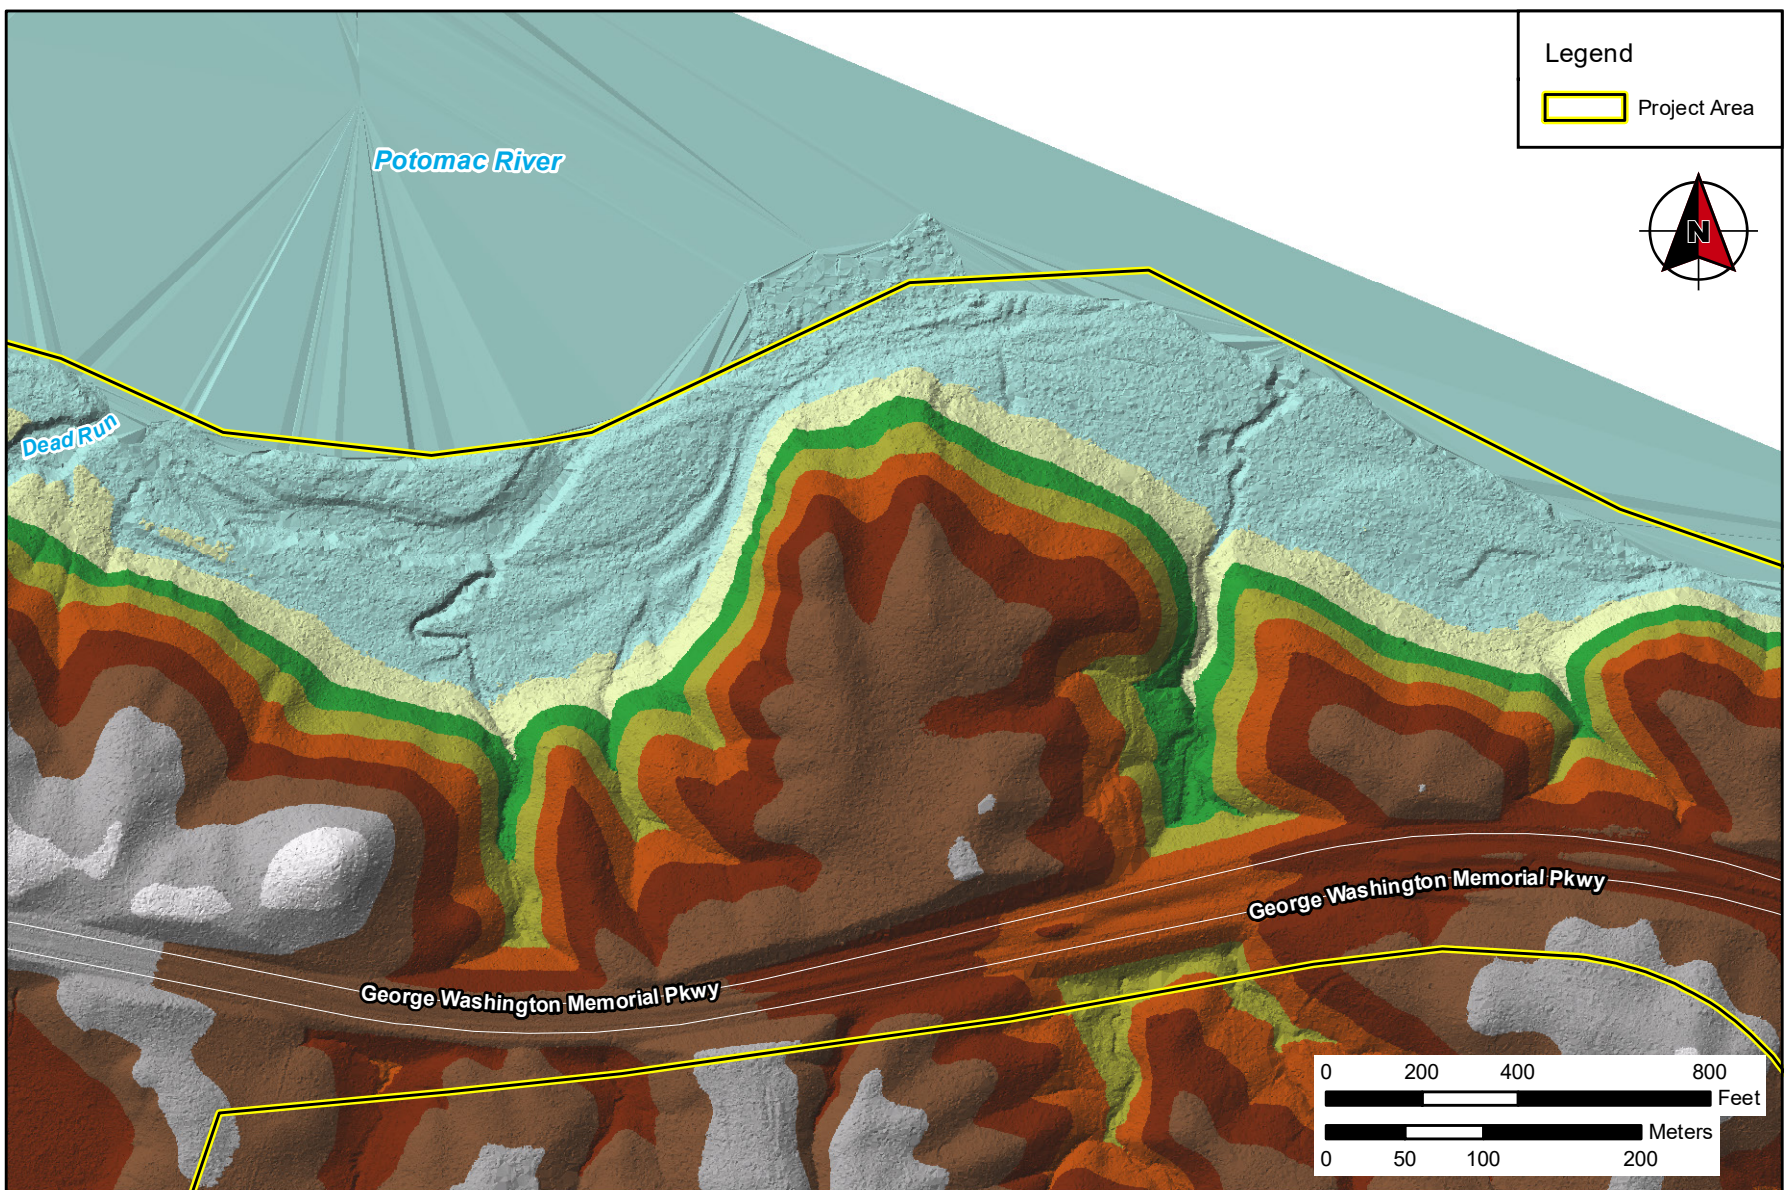 Legend
Project Area
N
Potomac River
Dead Run
George Washington Memorial Pkwy
George Washington Memorial Pkwy
0 200 400 800
Feet
Meters
0 50 100 200